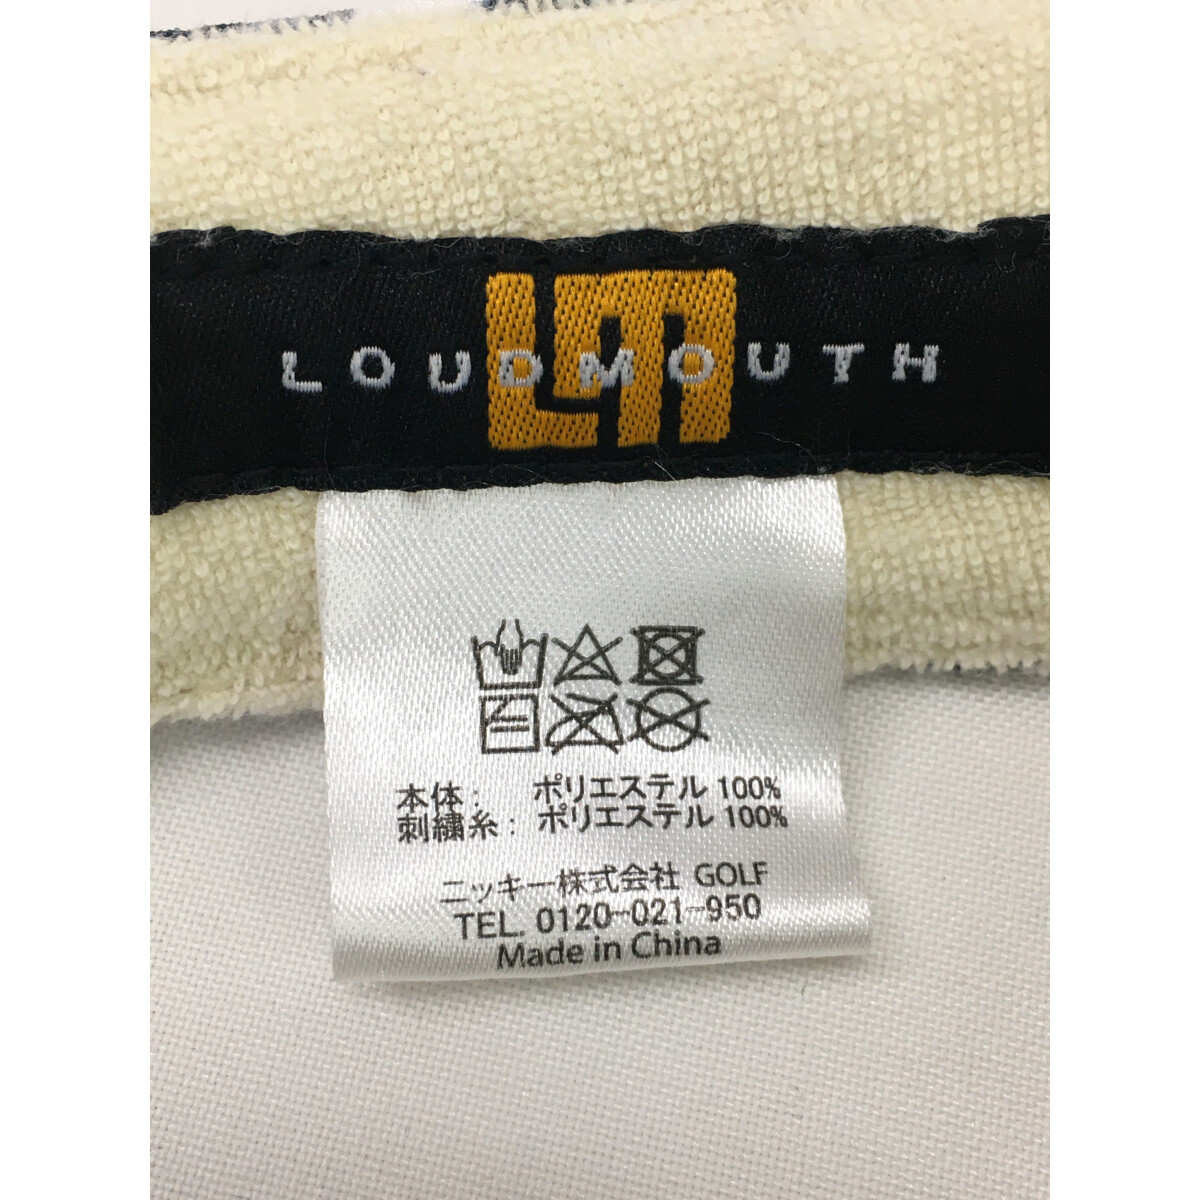 LOUDMOUTH
本体: ポリエステル 100%
刺繍糸: ポリエステル 100%
ニッキー株式会社 GOLF
TEL. 0120-021-950
Made in China